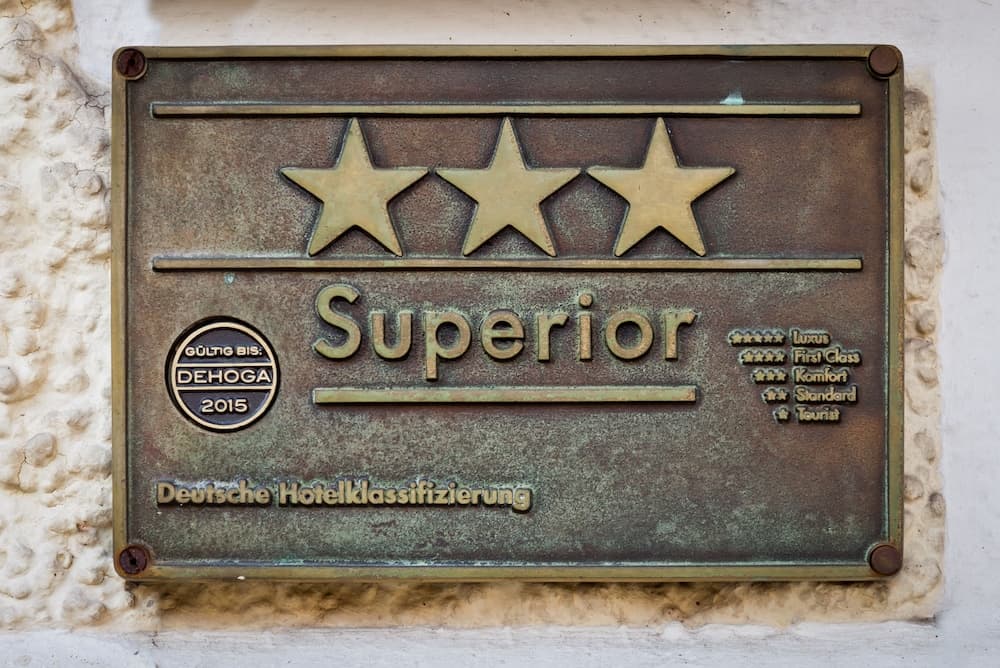 Superior
GÜLTIG BIS:
DEHOGA
2015
★★★★★ Luxus
★★★★ First Class
★★★ Komfort
★★ Standard
★ Tourist
Deutsche Hotelklassifizierung